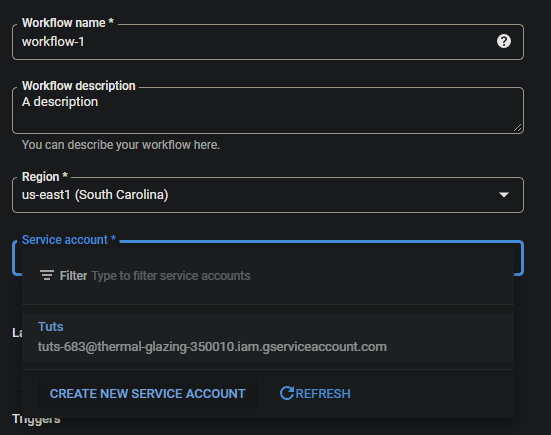 Workflow name *
workflow-1
Workflow description
A description
You can describe your workflow here.
Region *
us-east1 (South Carolina)
Service account *
Filter Type to filter service accounts
Tuts
tuts-683@thermal-glazing-350010.iam.gserviceaccount.com
CREATE NEW SERVICE ACCOUNT
REFRESH
Triggers